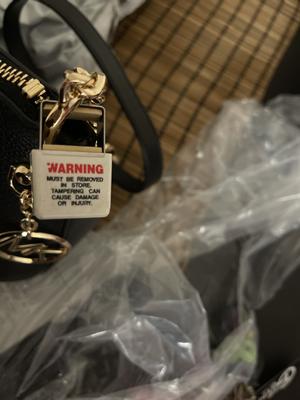 WARNING
MUST BE REMOVED
IN STORE.
TAMPERING CAN
CAUSE DAMAGE
OR INJURY.